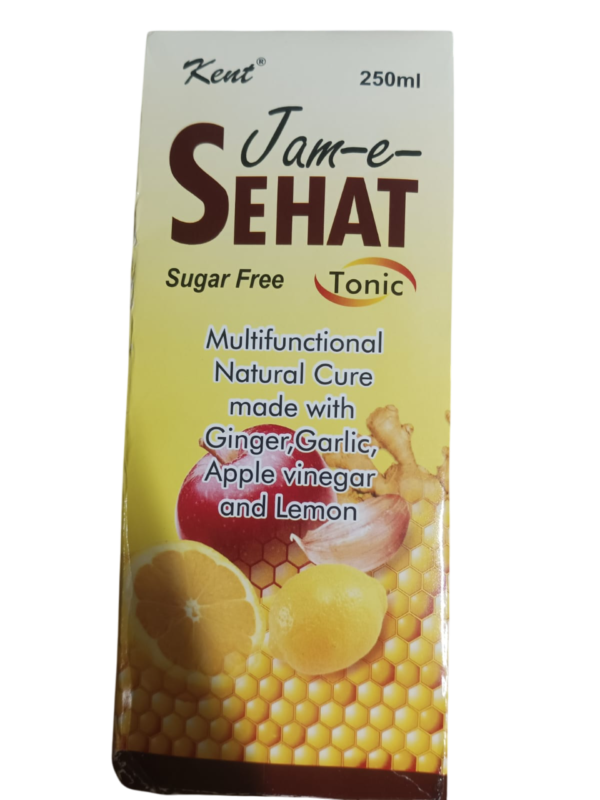 Kent®
250ml
Jam-e-
SEHAT
Sugar Free Tonic
Multifunctional
Natural Cure
made with
Ginger,Garlic,
Apple vinegar
and Lemon